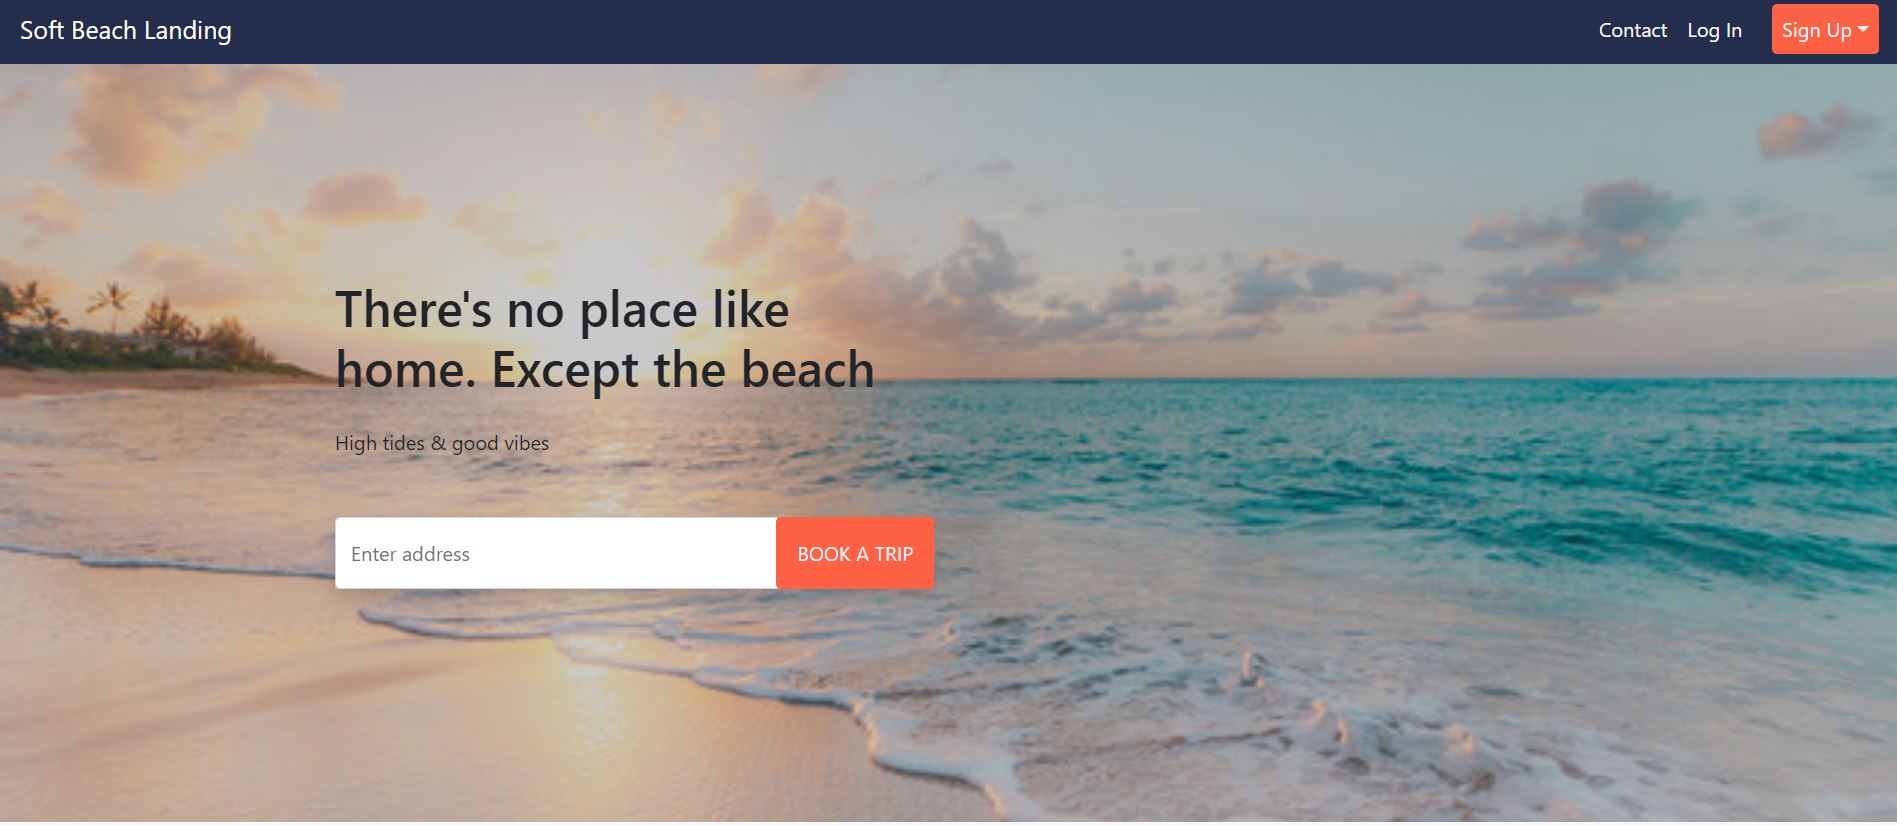 Soft Beach Landing
Contact
Log In
Sign Up
There's no place like
home. Except the beach
High tides & good vibes
Enter address
BOOK A TRIP